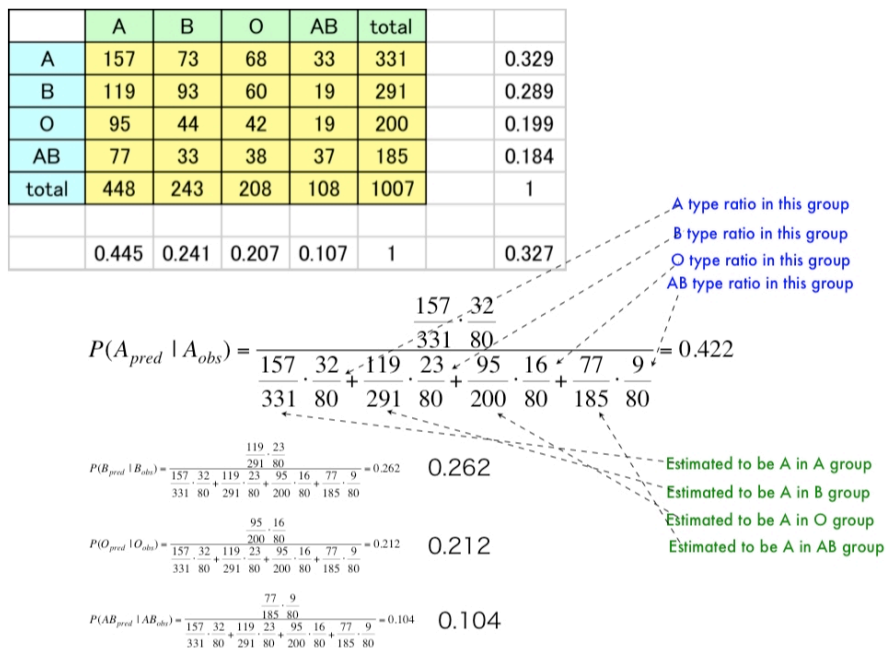 A B O AB total
A 157 73 68 33 331 0.329
B 119 93 60 19 291 0.289
O 95 44 42 19 200 0.199
AB 77 33 38 37 185 0.184
total 448 243 208 108 1007 1
0.445 0.241 0.207 0.107 1 0.327
A type ratio in this group
B type ratio in this group
O type ratio in this group
AB type ratio in this group
157/331 · 32/80
P(A_pred | A_obs) = ────────── = 0.422
157/331 · 32/80 + 119/291 · 23/80 + 95/200 · 16/80 + 77/185 · 9/80
119/291 · 23/80
P(B_pred | B_obs) = ────────── = 0.262 0.262
157/331 · 32/80 + 119/291 · 23/80 + 95/200 · 16/80 + 77/185 · 9/80
95/200 · 16/80
P(O_pred | O_obs) = ────────── = 0.212 0.212
157/331 · 32/80 + 119/291 · 23/80 + 95/200 · 16/80 + 77/185 · 9/80
77/185 · 9/80
P(AB_pred | AB_obs) = ────────── = 0.104 0.104
157/331 · 32/80 + 119/291 · 23/80 + 95/200 · 16/80 + 77/185 · 9/80
Estimated to be A in A group
Estimated to be A in B group
Estimated to be A in O group
Estimated to be A in AB group